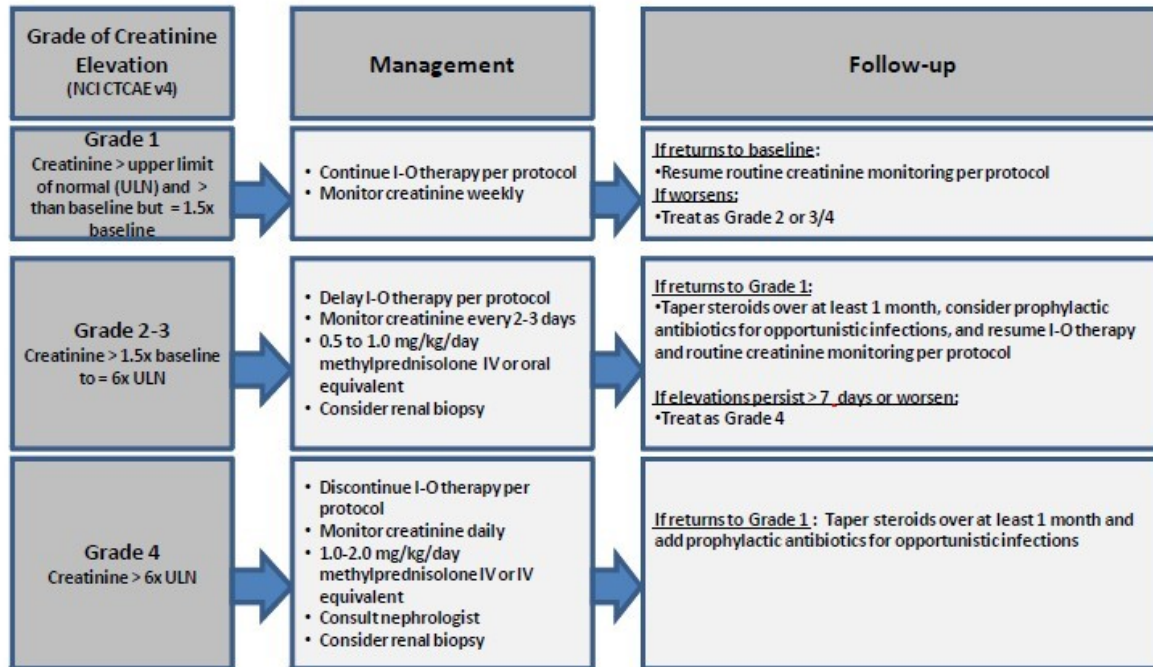 Grade of Creatinine
Elevation
(NCI CTCAE v4)
Management
Follow-up
Grade 1
Creatinine > upper limit
of normal (ULN) and >
than baseline but = 1.5x
baseline
• Continue I-O therapy per protocol
• Monitor creatinine weekly
If returns to baseline:
•Resume routine creatinine monitoring per protocol
If worsens:
•Treat as Grade 2 or 3/4
Grade 2-3
Creatinine > 1.5x baseline
to = 6x ULN
• Delay I-O therapy per protocol
• Monitor creatinine every 2-3 days
• 0.5 to 1.0 mg/kg/day
methylprednisolone IV or oral
equivalent
• Consider renal biopsy
If returns to Grade 1:
•Taper steroids over at least 1 month, consider prophylactic
antibiotics for opportunistic infections, and resume I-O therapy
and routine creatinine monitoring per protocol
If elevations persist > 7 days or worsen:
•Treat as Grade 4
Grade 4
Creatinine > 6x ULN
• Discontinue I-O therapy per
protocol
• Monitor creatinine daily
• 1.0-2.0 mg/kg/day
methylprednisolone IV or IV
equivalent
• Consult nephrologist
• Consider renal biopsy
If returns to Grade 1 : Taper steroids over at least 1 month and
add prophylactic antibiotics for opportunistic infections